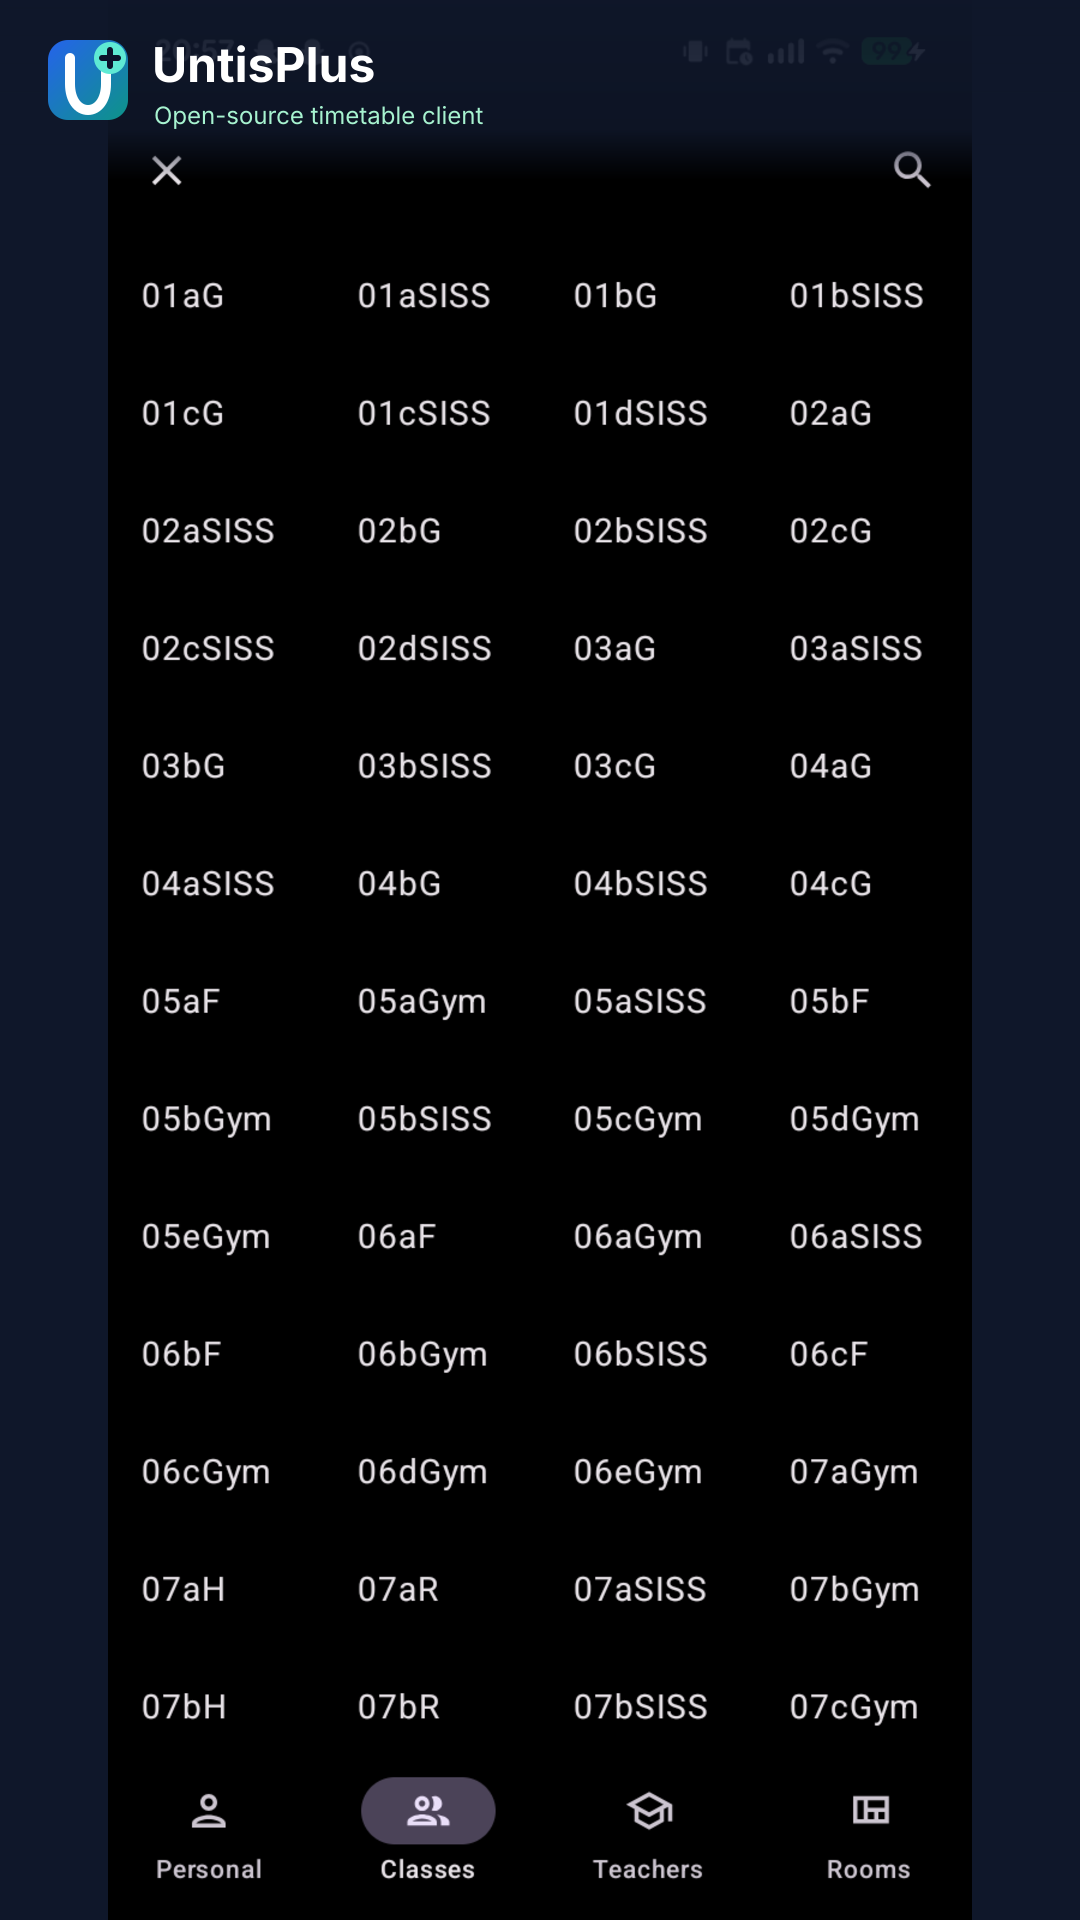 UntisPlus
Open-source timetable client
99
01aG 01aSISS 01bG 01bSISS
01cG 01cSISS 01dSISS 02aG
02aSISS 02bG 02bSISS 02cG
02cSISS 02dSISS 03aG 03aSISS
03bG 03bSISS 03cG 04aG
04aSISS 04bG 04bSISS 04cG
05aF 05aGym 05aSISS 05bF
05bGym 05bSISS 05cGym 05dGym
05eGym 06aF 06aGym 06aSISS
06bF 06bGym 06bSISS 06cF
06cGym 06dGym 06eGym 07aGym
07aH 07aR 07aSISS 07bGym
07bH 07bR 07bSISS 07cGym
Personal Classes Teachers Rooms